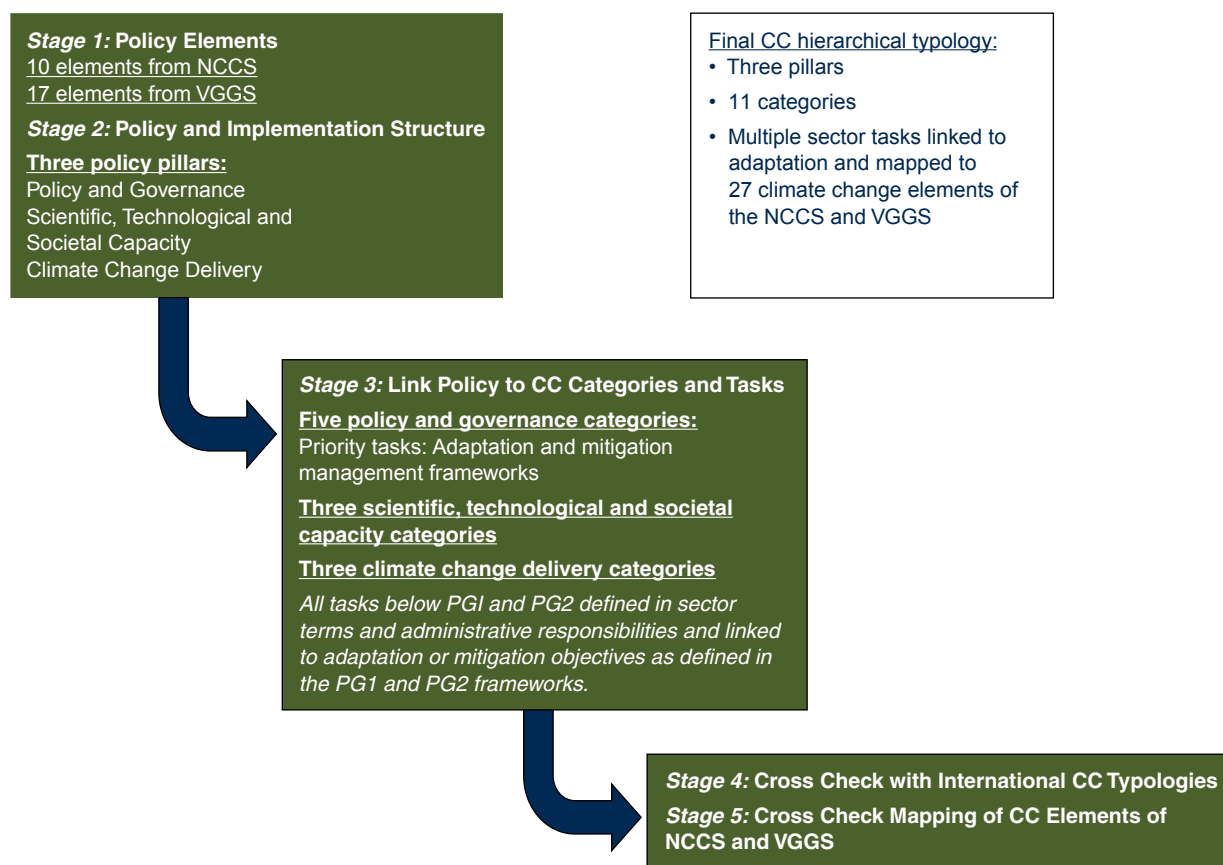 Stage 1: Policy Elements
10 elements from NCCS
17 elements from VGGS
Stage 2: Policy and Implementation Structure
Three policy pillars:
Policy and Governance
Scientific, Technological and
Societal Capacity
Climate Change Delivery
Final CC hierarchical typology:
• Three pillars
• 11 categories
• Multiple sector tasks linked to
adaptation and mapped to
27 climate change elements of
the NCCS and VGGS
Stage 3: Link Policy to CC Categories and Tasks
Five policy and governance categories:
Priority tasks: Adaptation and mitigation
management frameworks
Three scientific, technological and societal
capacity categories
Three climate change delivery categories
All tasks below PGI and PG2 defined in sector
terms and administrative responsibilities and linked
to adaptation or mitigation objectives as defined in
the PG1 and PG2 frameworks.
Stage 4: Cross Check with International CC Typologies
Stage 5: Cross Check Mapping of CC Elements of
NCCS and VGGS